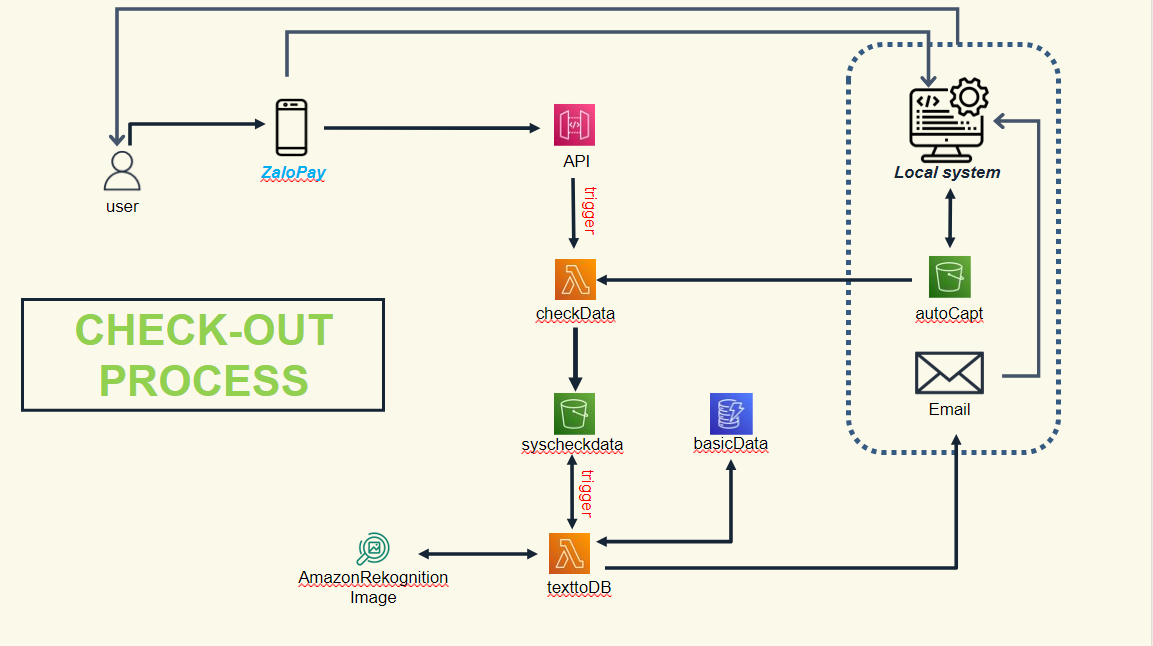 ZaloPay
API
Local system
user
trigger
checkData
autoCapt
CHECK-OUT
PROCESS
Email
syscheckdata
basicData
trigger
AmazonRekognition
Image
texttoDB